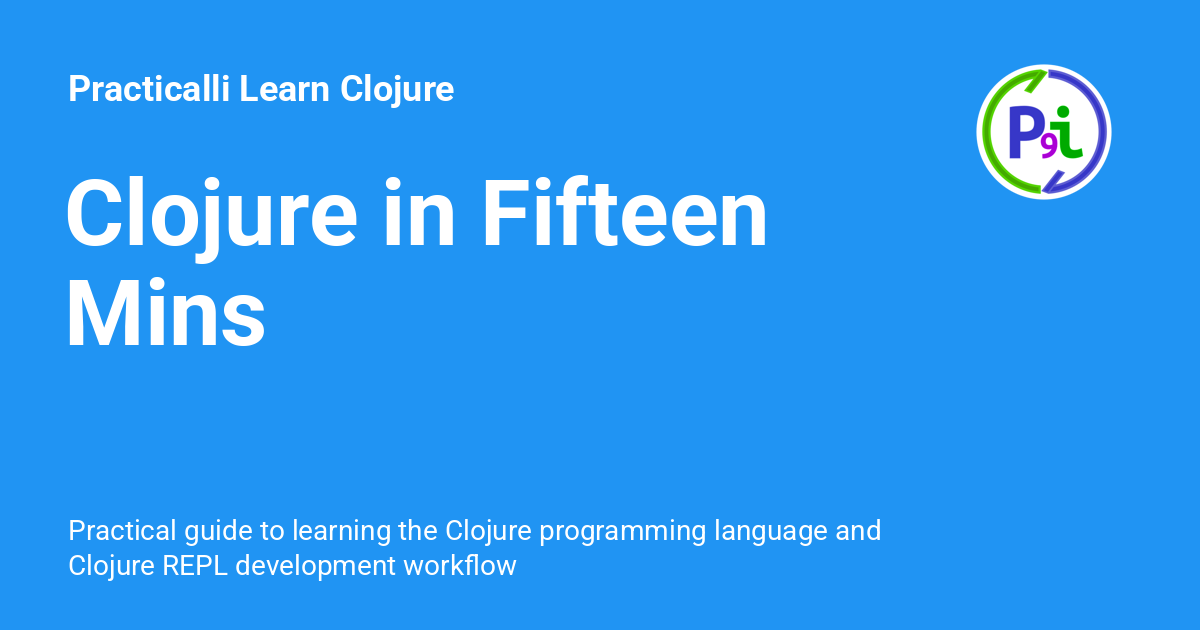 Practicalli Learn Clojure
P9i
Clojure in Fifteen
Mins
Practical guide to learning the Clojure programming language and
Clojure REPL development workflow